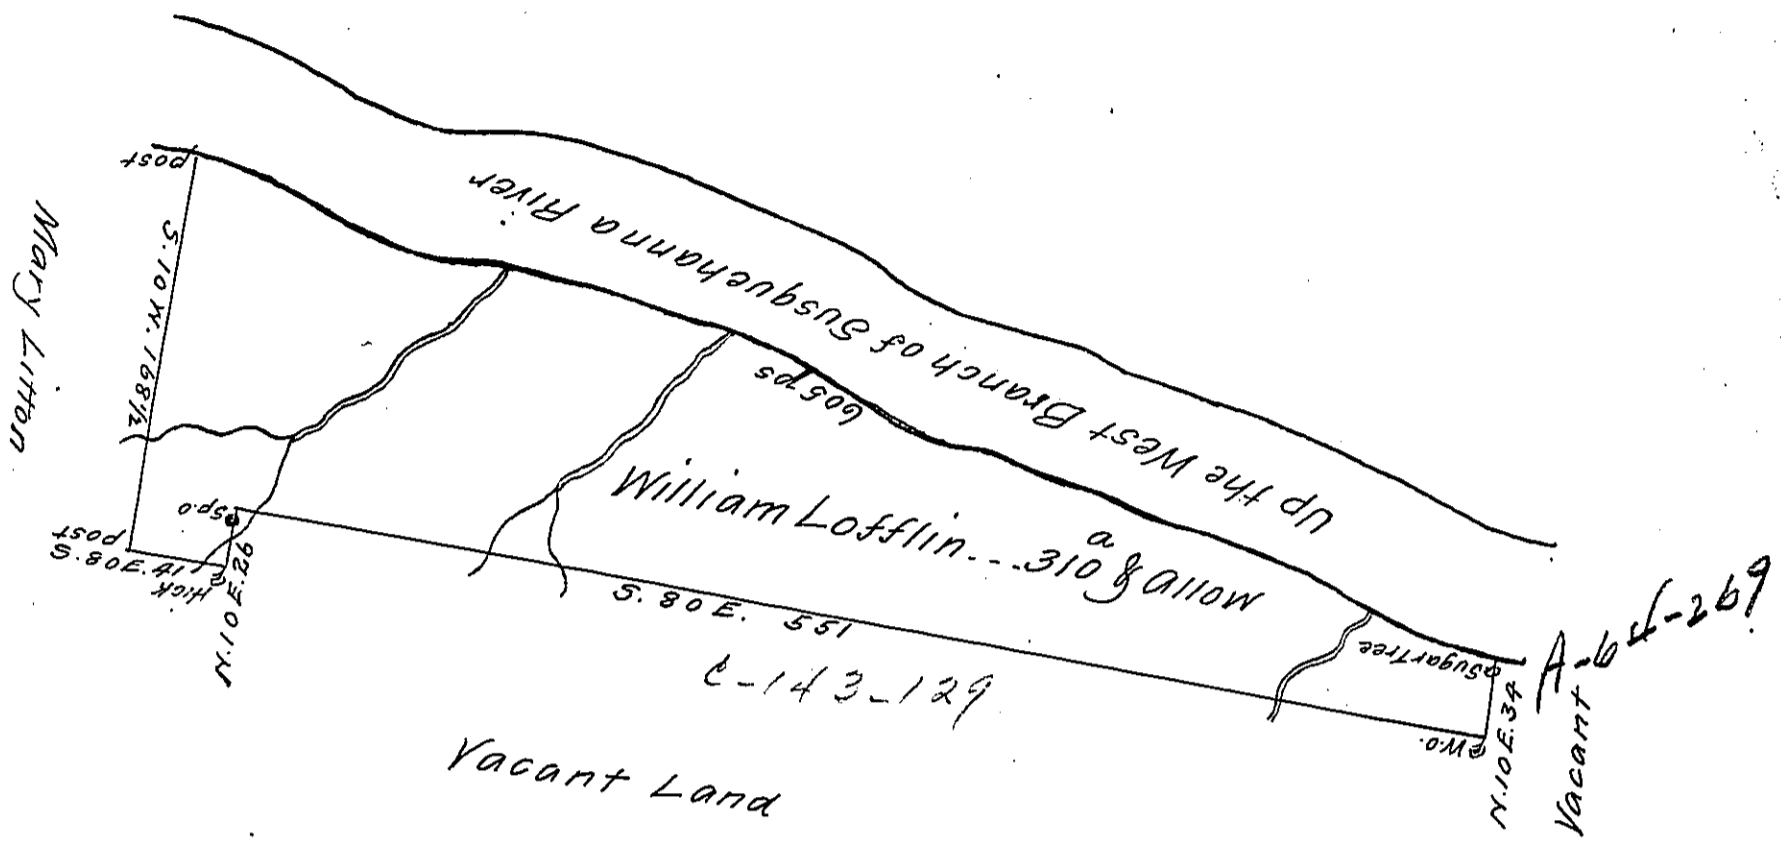 Up the West Branch of Susquehanna River
post
Mary Litton
S. 10 W. 168 1/2
605 ps
William Lofflin... 310 a & Allow
Sp.o
post
S. 80 E. 41
Hick
N. 10 E. 26
S. 80 E. 551
Sugar Tree
W.O.
N. 10 E. 34
Vacant
A-64-269
C-143-129
Vacant Land